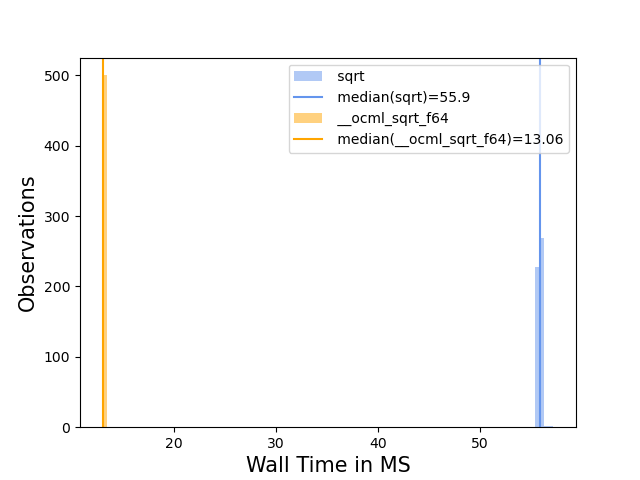 500
400
300
200
100
0
Observations
sqrt
median(sqrt)=55.9
__ocml_sqrt_f64
median(__ocml_sqrt_f64)=13.06
20 30 40 50
Wall Time in MS